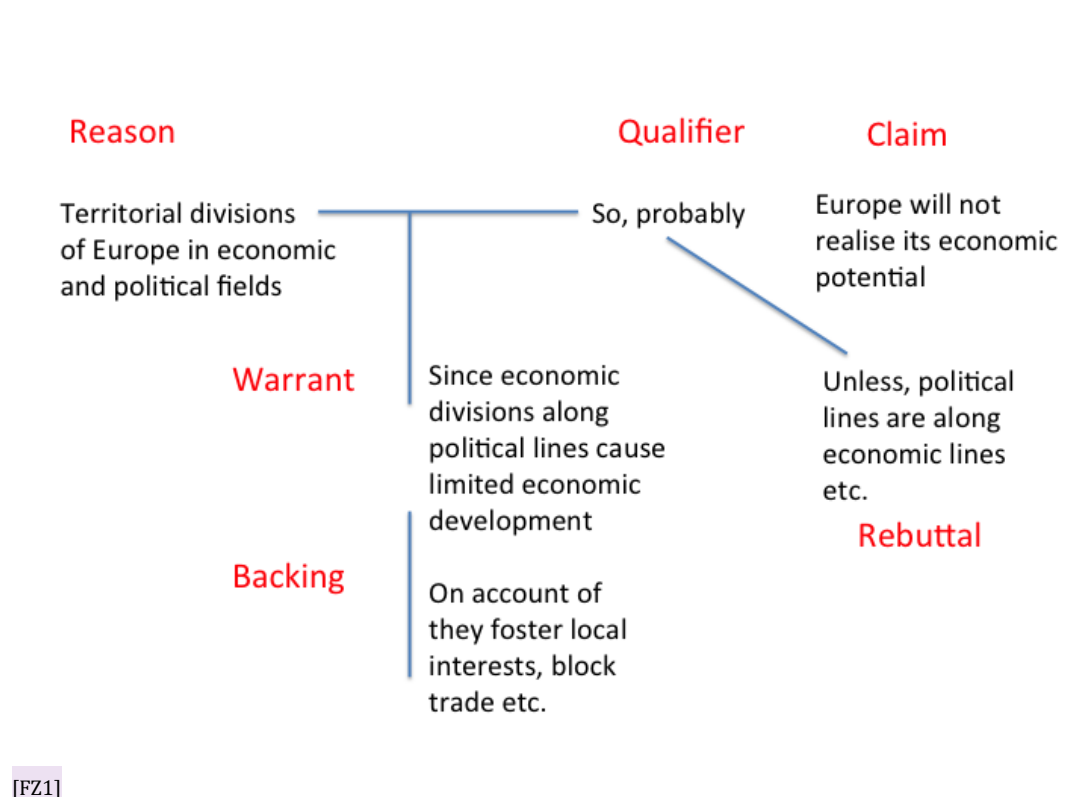 Reason
Qualifier
Claim
Territorial divisions
of Europe in economic
and political fields
So, probably
Europe will not
realise its economic
potential
Warrant
Since economic
divisions along
political lines cause
limited economic
development
Unless, political
lines are along
economic lines
etc.
Rebuttal
Backing
On account of
they foster local
interests, block
trade etc.
[FZ1]